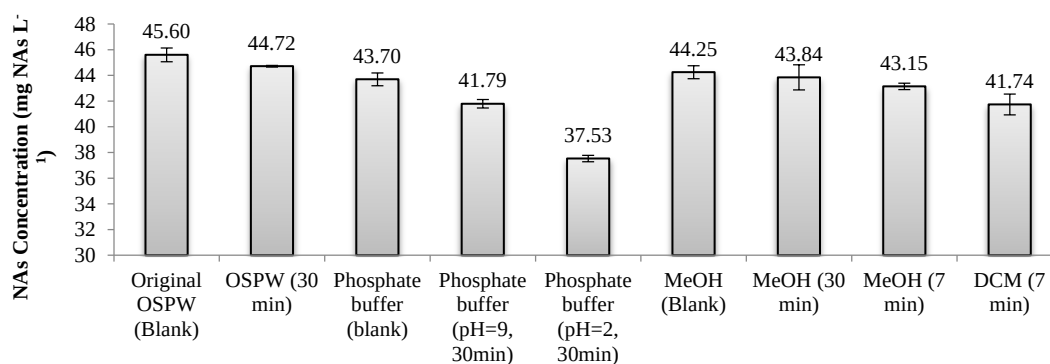 NAs Concentration (mg NAs L-
1)
48
46
44
42
40
38
36
34
32
30
45.60
44.72
43.70
41.79
37.53
44.25
43.84
43.15
41.74
Original
OSPW
(Blank)
OSPW (30
min)
Phosphate
buffer
(blank)
Phosphate
buffer
(pH=9,
30min)
Phosphate
buffer
(pH=2,
30min)
MeOH
(Blank)
MeOH (30
min)
MeOH (7
min)
DCM (7
min)